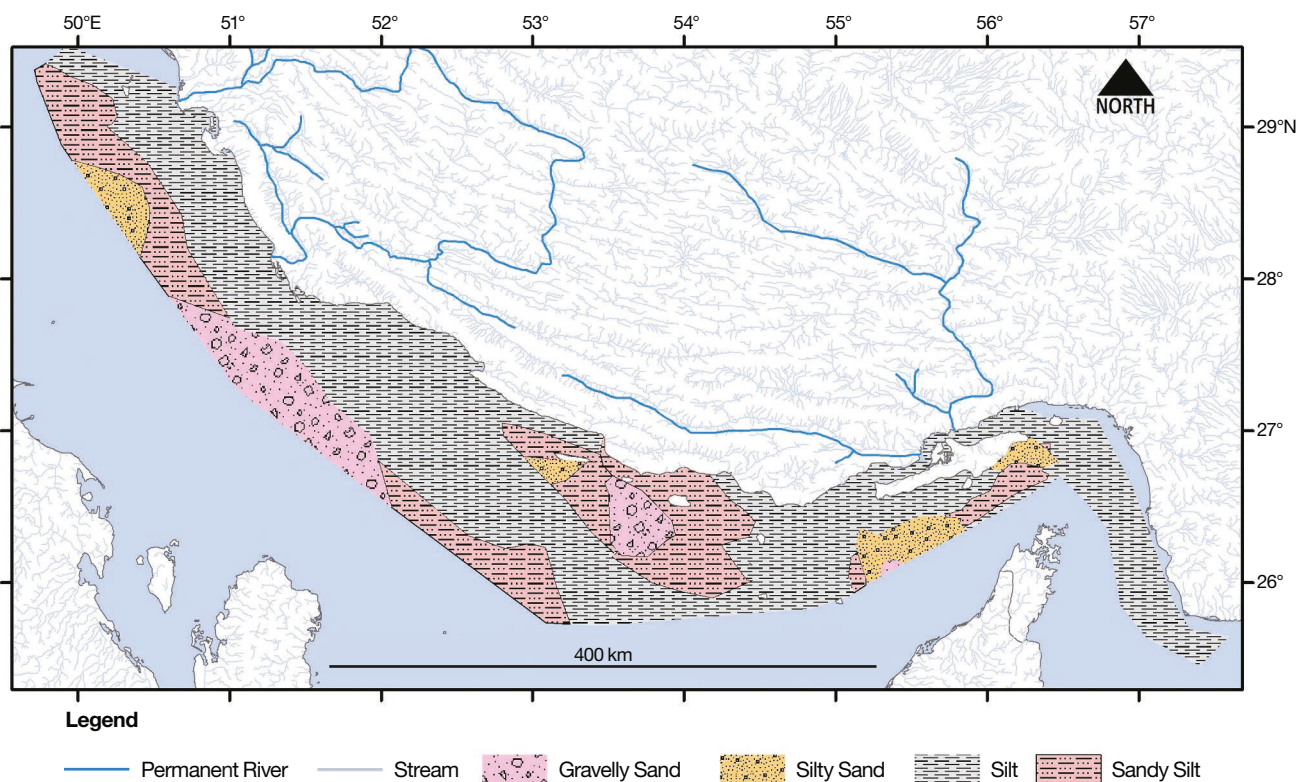 50°E 51° 52° 53° 54° 55° 56° 57°
NORTH
29°N
28°
27°
26°
400 km
Legend
Permanent River Stream Gravelly Sand Silty Sand Silt Sandy Silt